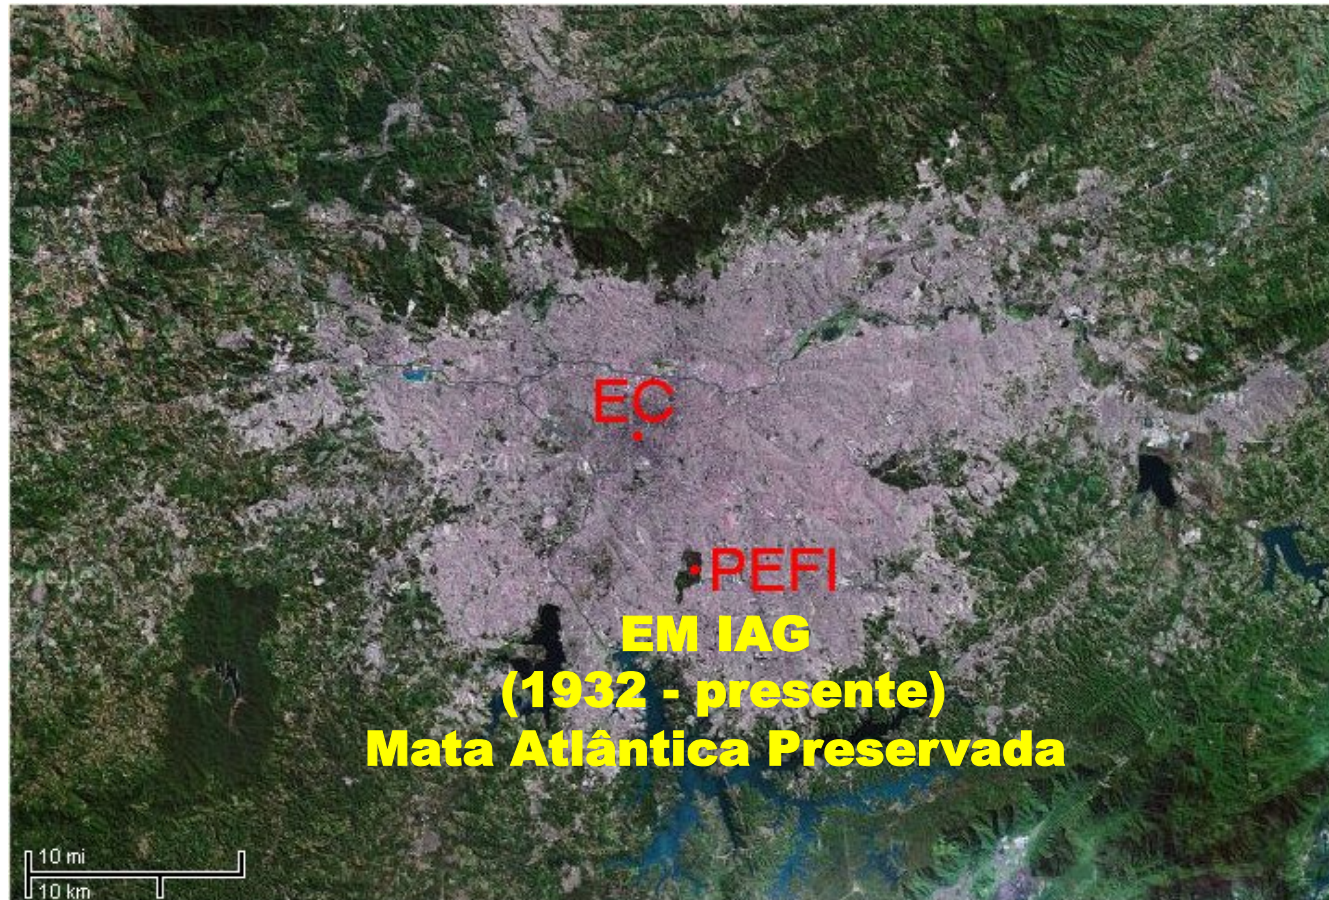 EC
PEFI
EM IAG
(1932 - presente)
Mata Atlântica Preservada
10 mi
10 km